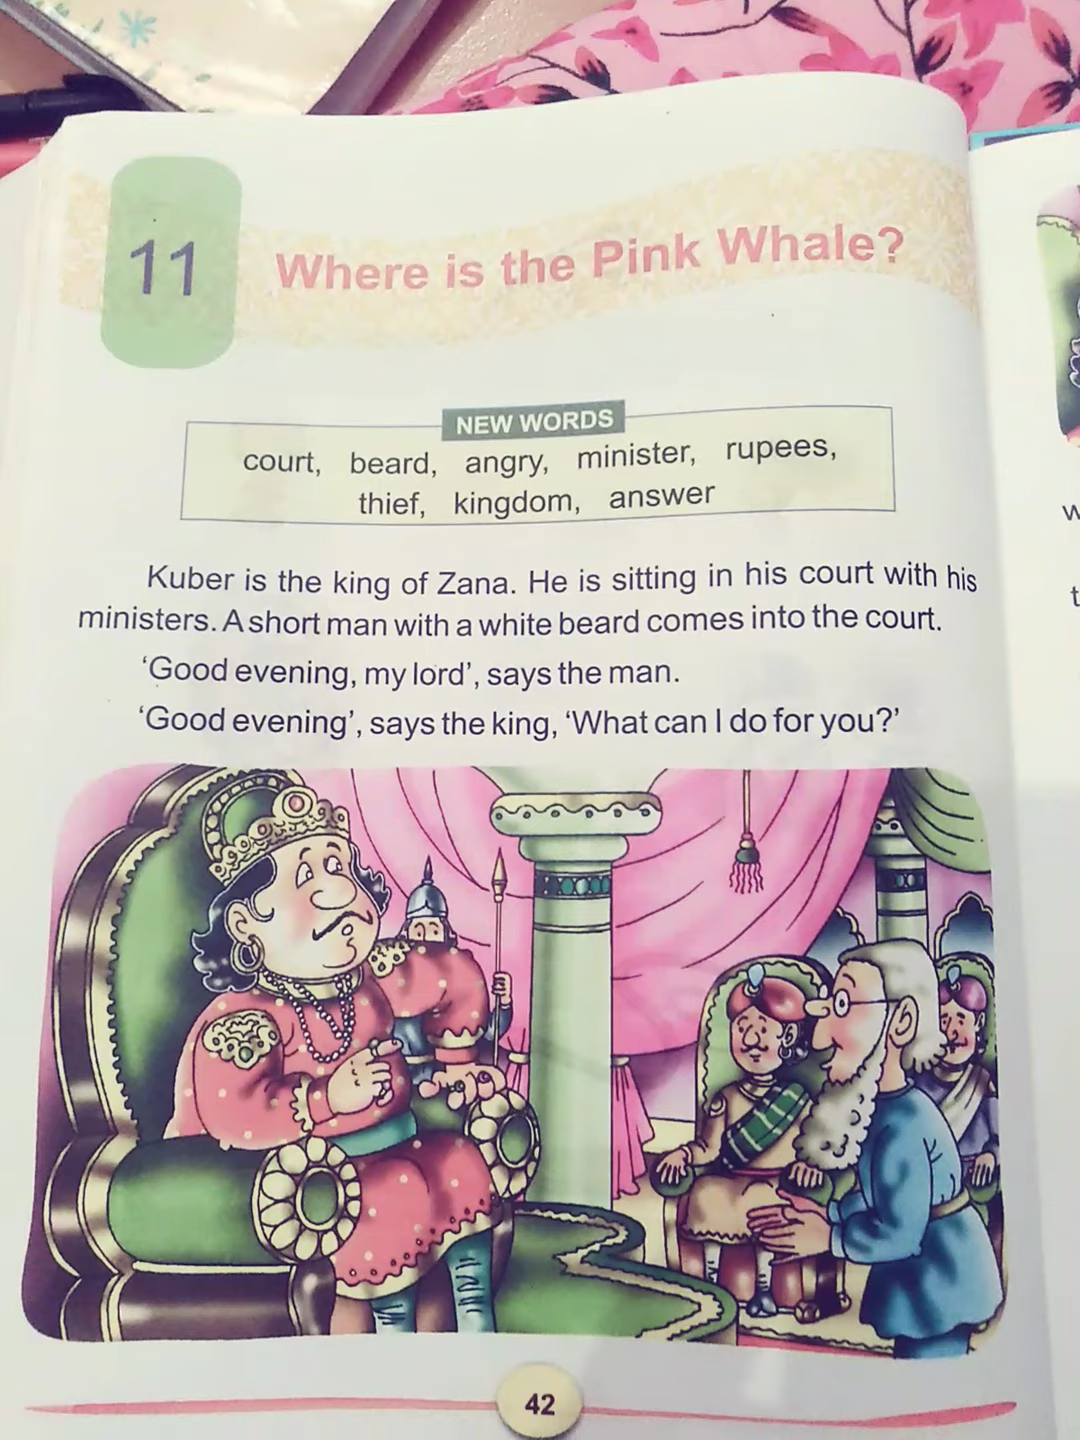 11
Where is the Pink Whale?
NEW WORDS
court, beard, angry, minister, rupees,
thief, kingdom, answer
Kuber is the king of Zana. He is sitting in his court with his
ministers. A short man with a white beard comes into the court.
‘Good evening, my lord’, says the man.
‘Good evening’, says the king, ‘What can I do for you?’
42